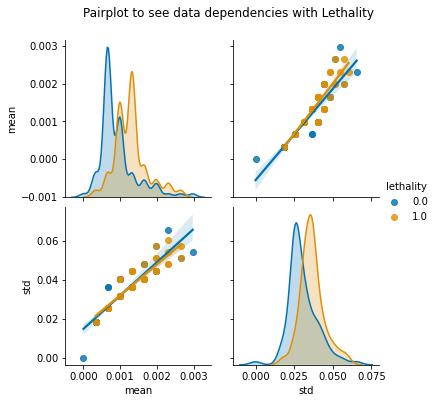 Pairplot to see data dependencies with Lethality
0.003
0.002
0.001
0.000
-0.001
mean
lethality
0.0
1.0
0.06
0.04
0.02
0.00
std
0.000 0.001 0.002 0.003
mean
0.000 0.025 0.050 0.075
std